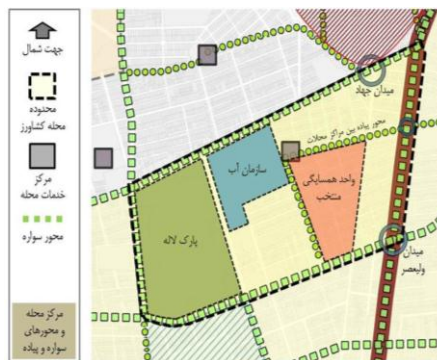 جهت شمال
محدوده
محله کشاورز
مرکز
خدمات محله
محور سواره
مرکز محله
و محورهای
سواره و پیاده
میدان جهاد
محور پیاده بین مراکز محلات
سازمان آب
واحد همسایگی
منتخب
پارک لاله
میدان
ولیعصر